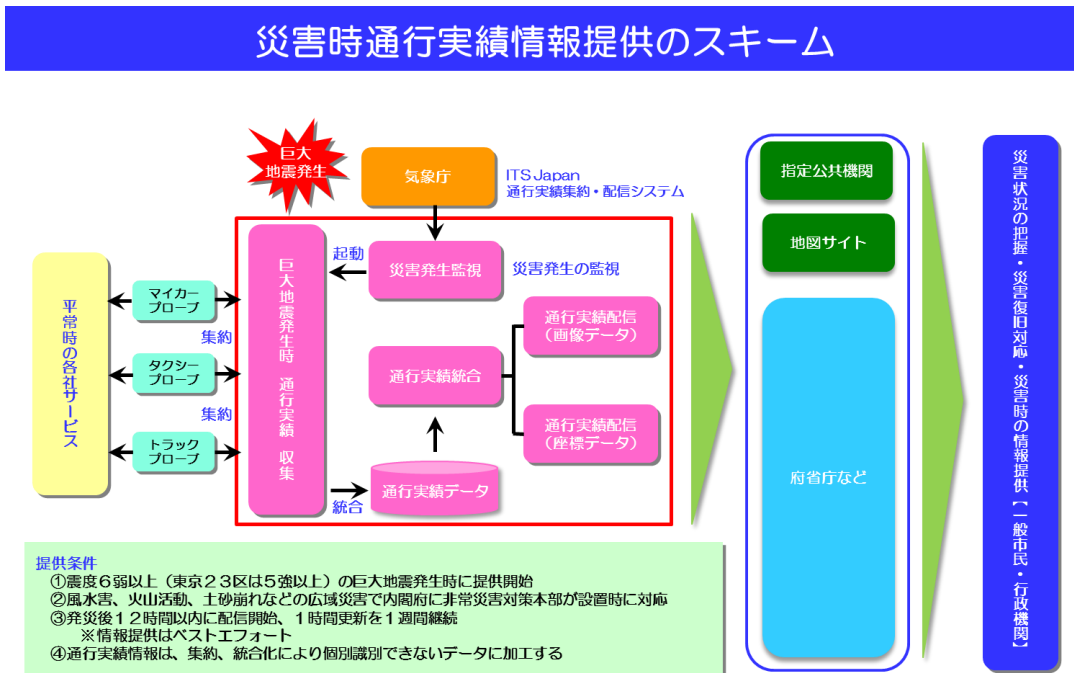 災害時通行実績情報提供のスキーム
巨大
地震発生
気象庁
ITS Japan
通行実績集約・配信システム
平常時の各社サービス
マイカー
プローブ
集約
タクシー
プローブ
集約
トラック
プローブ
巨大地震発生時 通行実績 収集
起動
災害発生監視
災害発生の監視
通行実績統合
通行実績配信
（画像データ）
通行実績配信
（座標データ）
統合
通行実績データ
指定公共機関
地図サイト
府省庁など
災害状況の把握・災害復旧対応・災害時の情報提供【一般市民・行政機関】
提供条件
①震度６弱以上（東京２３区は５強以上）の巨大地震発生時に提供開始
②風水害、火山活動、土砂崩れなどの広域災害で内閣府に非常災害対策本部が設置時に対応
③発災後１２時間以内に配信開始、１時間更新を１週間継続
※情報提供はベストエフォート
④通行実績情報は、集約、統合化により個別識別できないデータに加工する